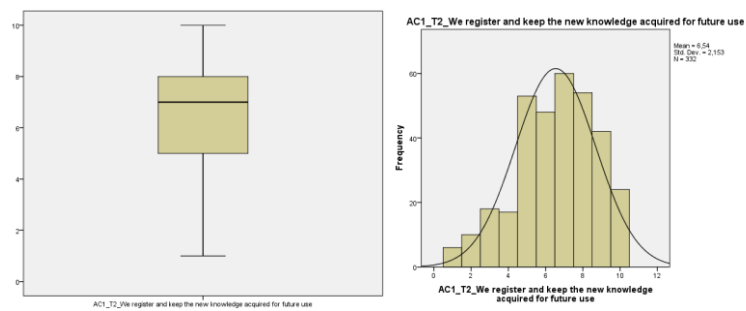 10
8
6
4
2
0
AC1_T2_We register and keep the new knowledge acquired for future use
AC1_T2_We register and keep the new knowledge acquired for future use
Mean = 6,54
Std. Dev. = 2,153
N = 332
Frequency
60
40
20
0
0 2 4 6 8 10 12
AC1_T2_We register and keep the new knowledge
acquired for future use